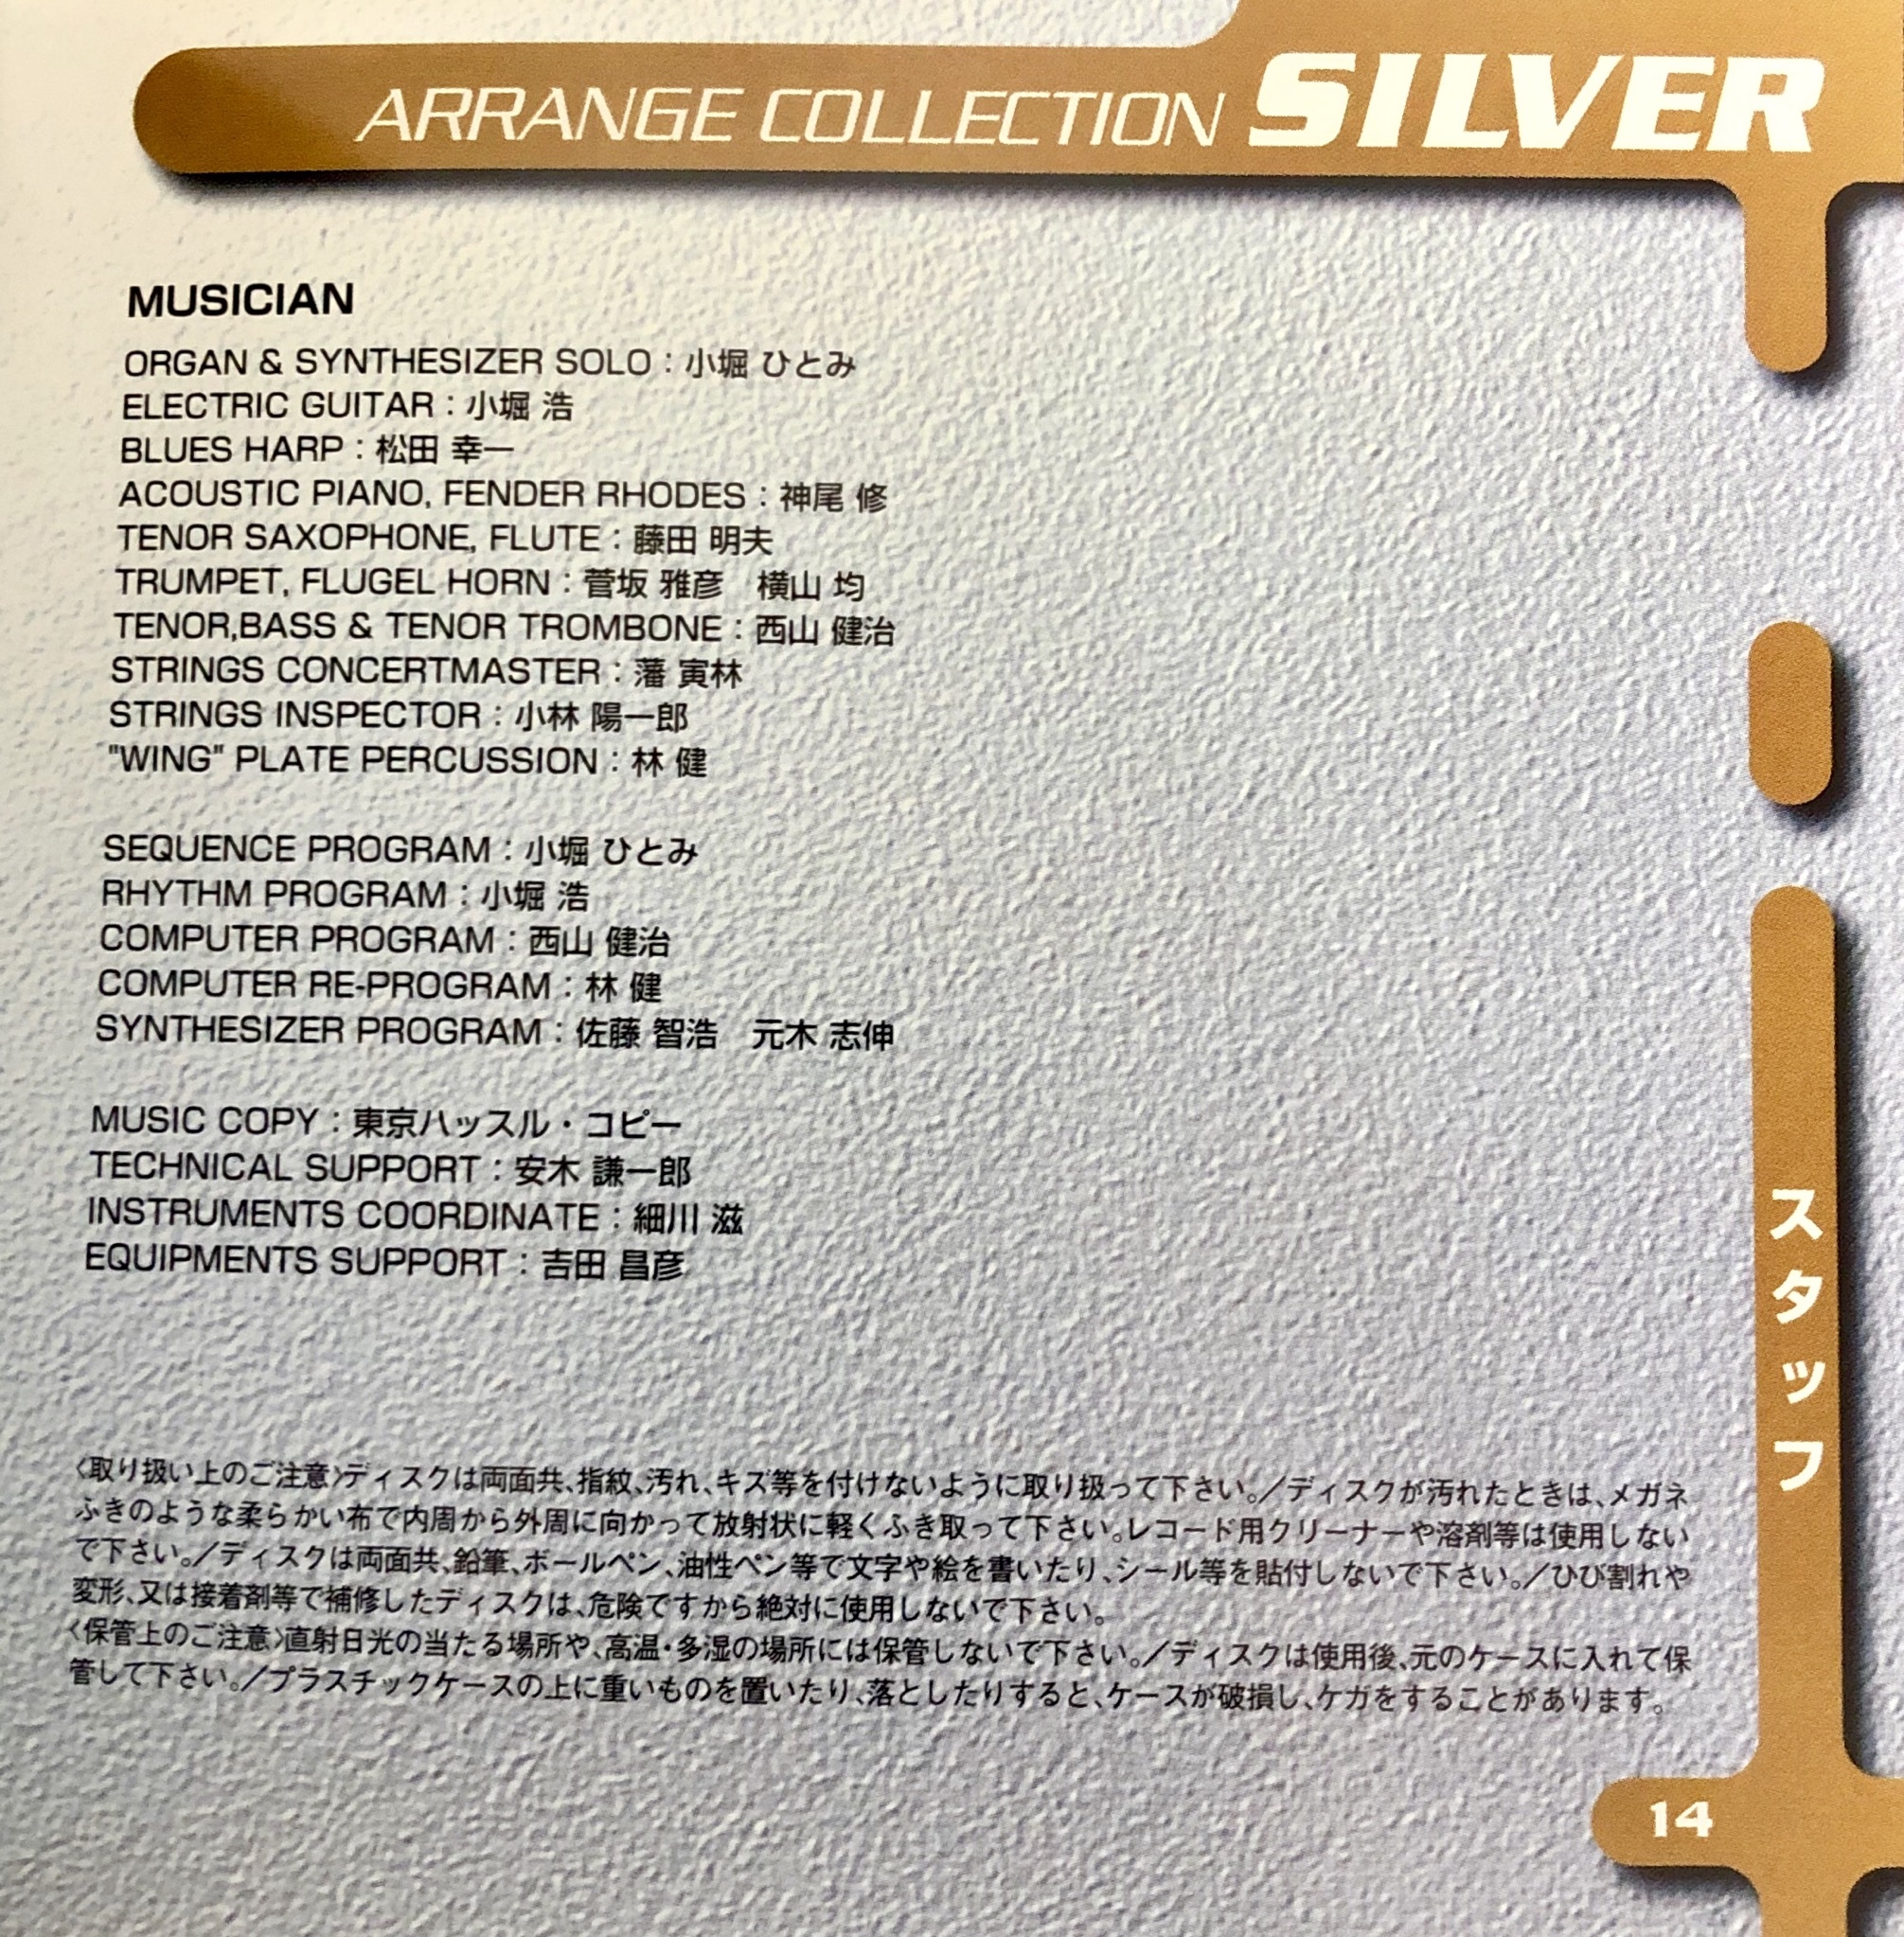 ARRANGE COLLECTION SILVER
MUSICIAN
ORGAN & SYNTHESIZER SOLO：小堀 ひとみ
ELECTRIC GUITAR：小堀 浩
BLUES HARP：松田 幸一
ACOUSTIC PIANO, FENDER RHODES：神尾 修
TENOR SAXOPHONE, FLUTE：藤田 明夫
TRUMPET, FLUGEL HORN：菅坂 雅彦　横山 均
TENOR,BASS & TENOR TROMBONE：西山 健治
STRINGS CONCERTMASTER：藩 寅林
STRINGS INSPECTOR：小林 陽一郎
"WING" PLATE PERCUSSION：林 健
SEQUENCE PROGRAM：小堀 ひとみ
RHYTHM PROGRAM：小堀 浩
COMPUTER PROGRAM：西山 健治
COMPUTER RE-PROGRAM：林 健
SYNTHESIZER PROGRAM：佐藤 智浩　元木 志伸
MUSIC COPY：東京ハッスル・コピー
TECHNICAL SUPPORT：安木 謙一郎
INSTRUMENTS COORDINATE：細川 滋
EQUIPMENTS SUPPORT：吉田 昌彦
スタッフ
〈取り扱い上のご注意〉ディスクは両面共、指紋、汚れ、キズ等を付けないように取り扱って下さい。／ディスクが汚れたときは、メガネ
ふきのような柔らかい布で内周から外周に向かって放射状に軽くふき取って下さい。レコード用クリーナーや溶剤等は使用しない
で下さい。／ディスクは両面共、鉛筆、ボールペン、油性ペン等で文字や絵を書いたり、シール等を貼付しないで下さい。／ひび割れや
変形、又は接着剤等で補修したディスクは、危険ですから絶対に使用しないで下さい。
〈保管上のご注意〉直射日光の当たる場所や、高温・多湿の場所には保管しないで下さい。／ディスクは使用後、元のケースに入れて保
管して下さい。／プラスチックケースの上に重いものを置いたり、落としたりすると、ケースが破損し、ケガをすることがあります。
14